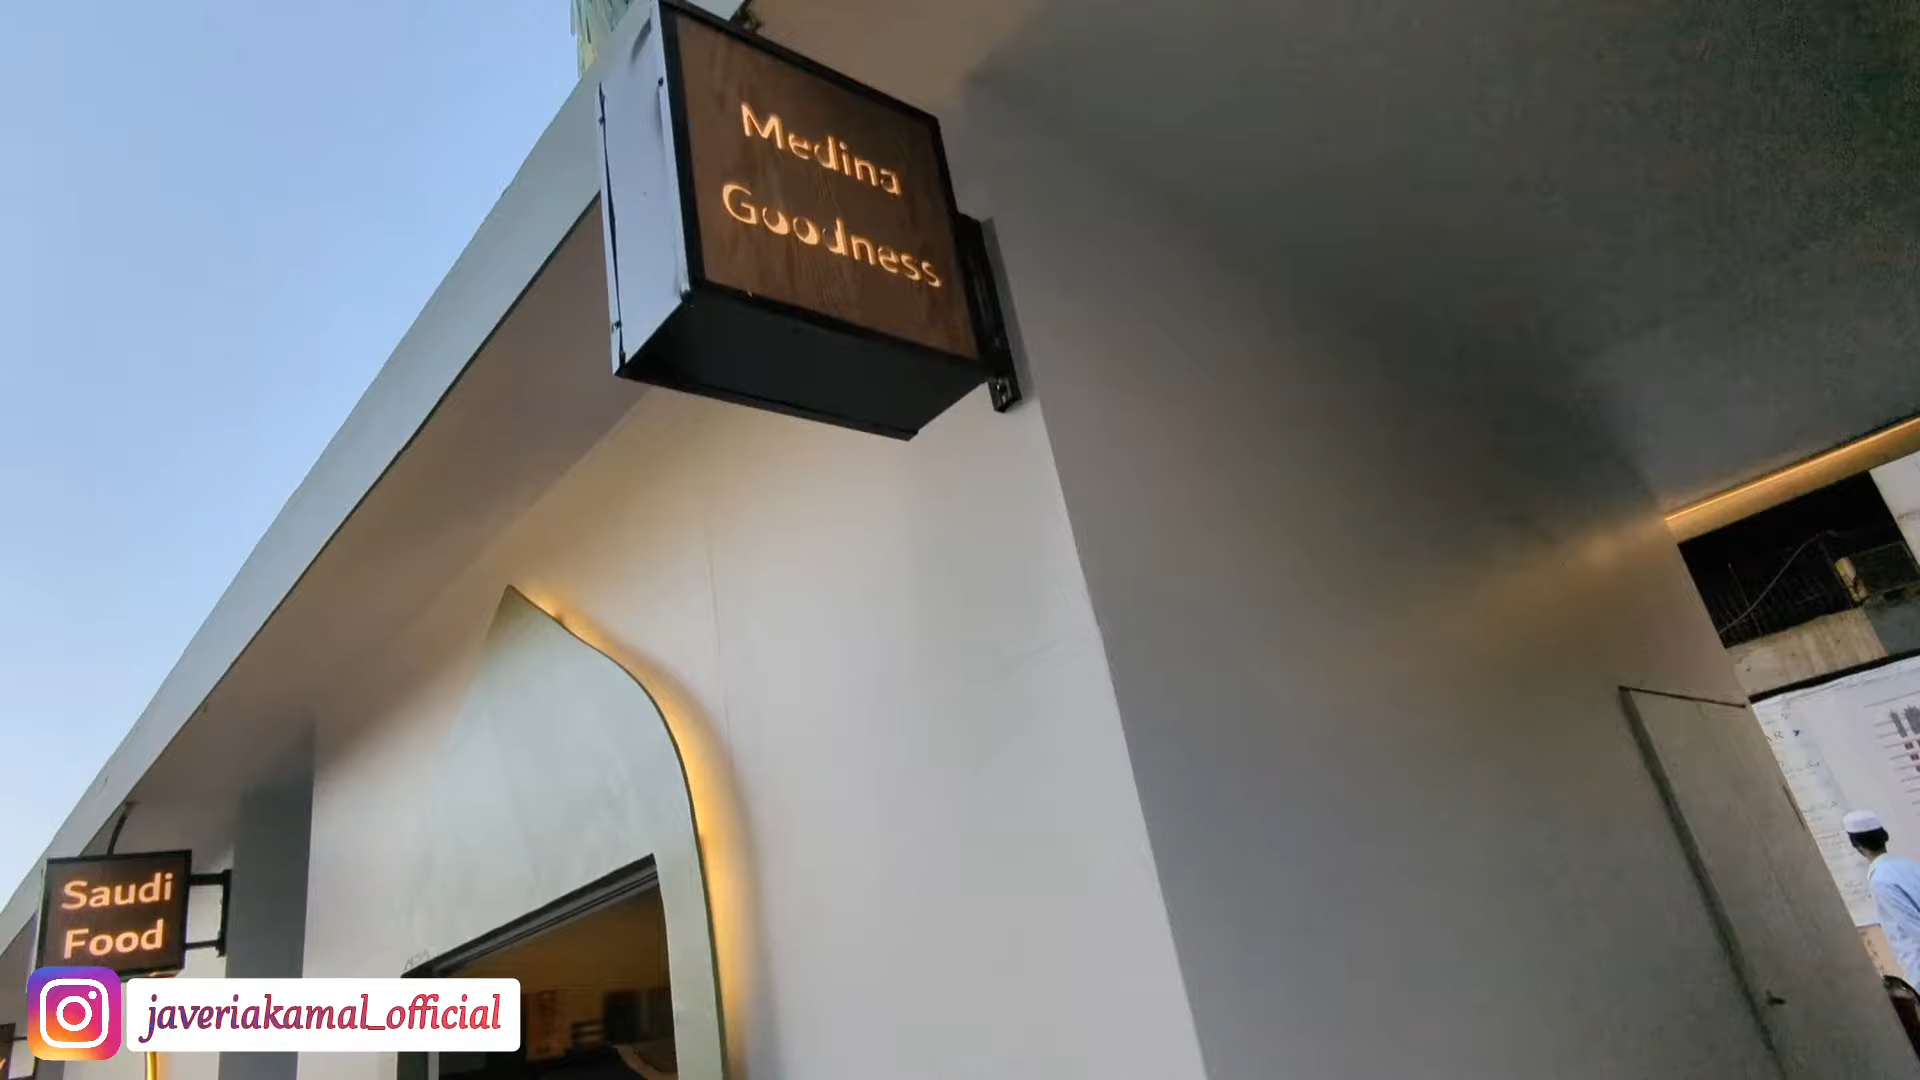 Medina
Goodness
Saudi
Food
javeriakamal_official